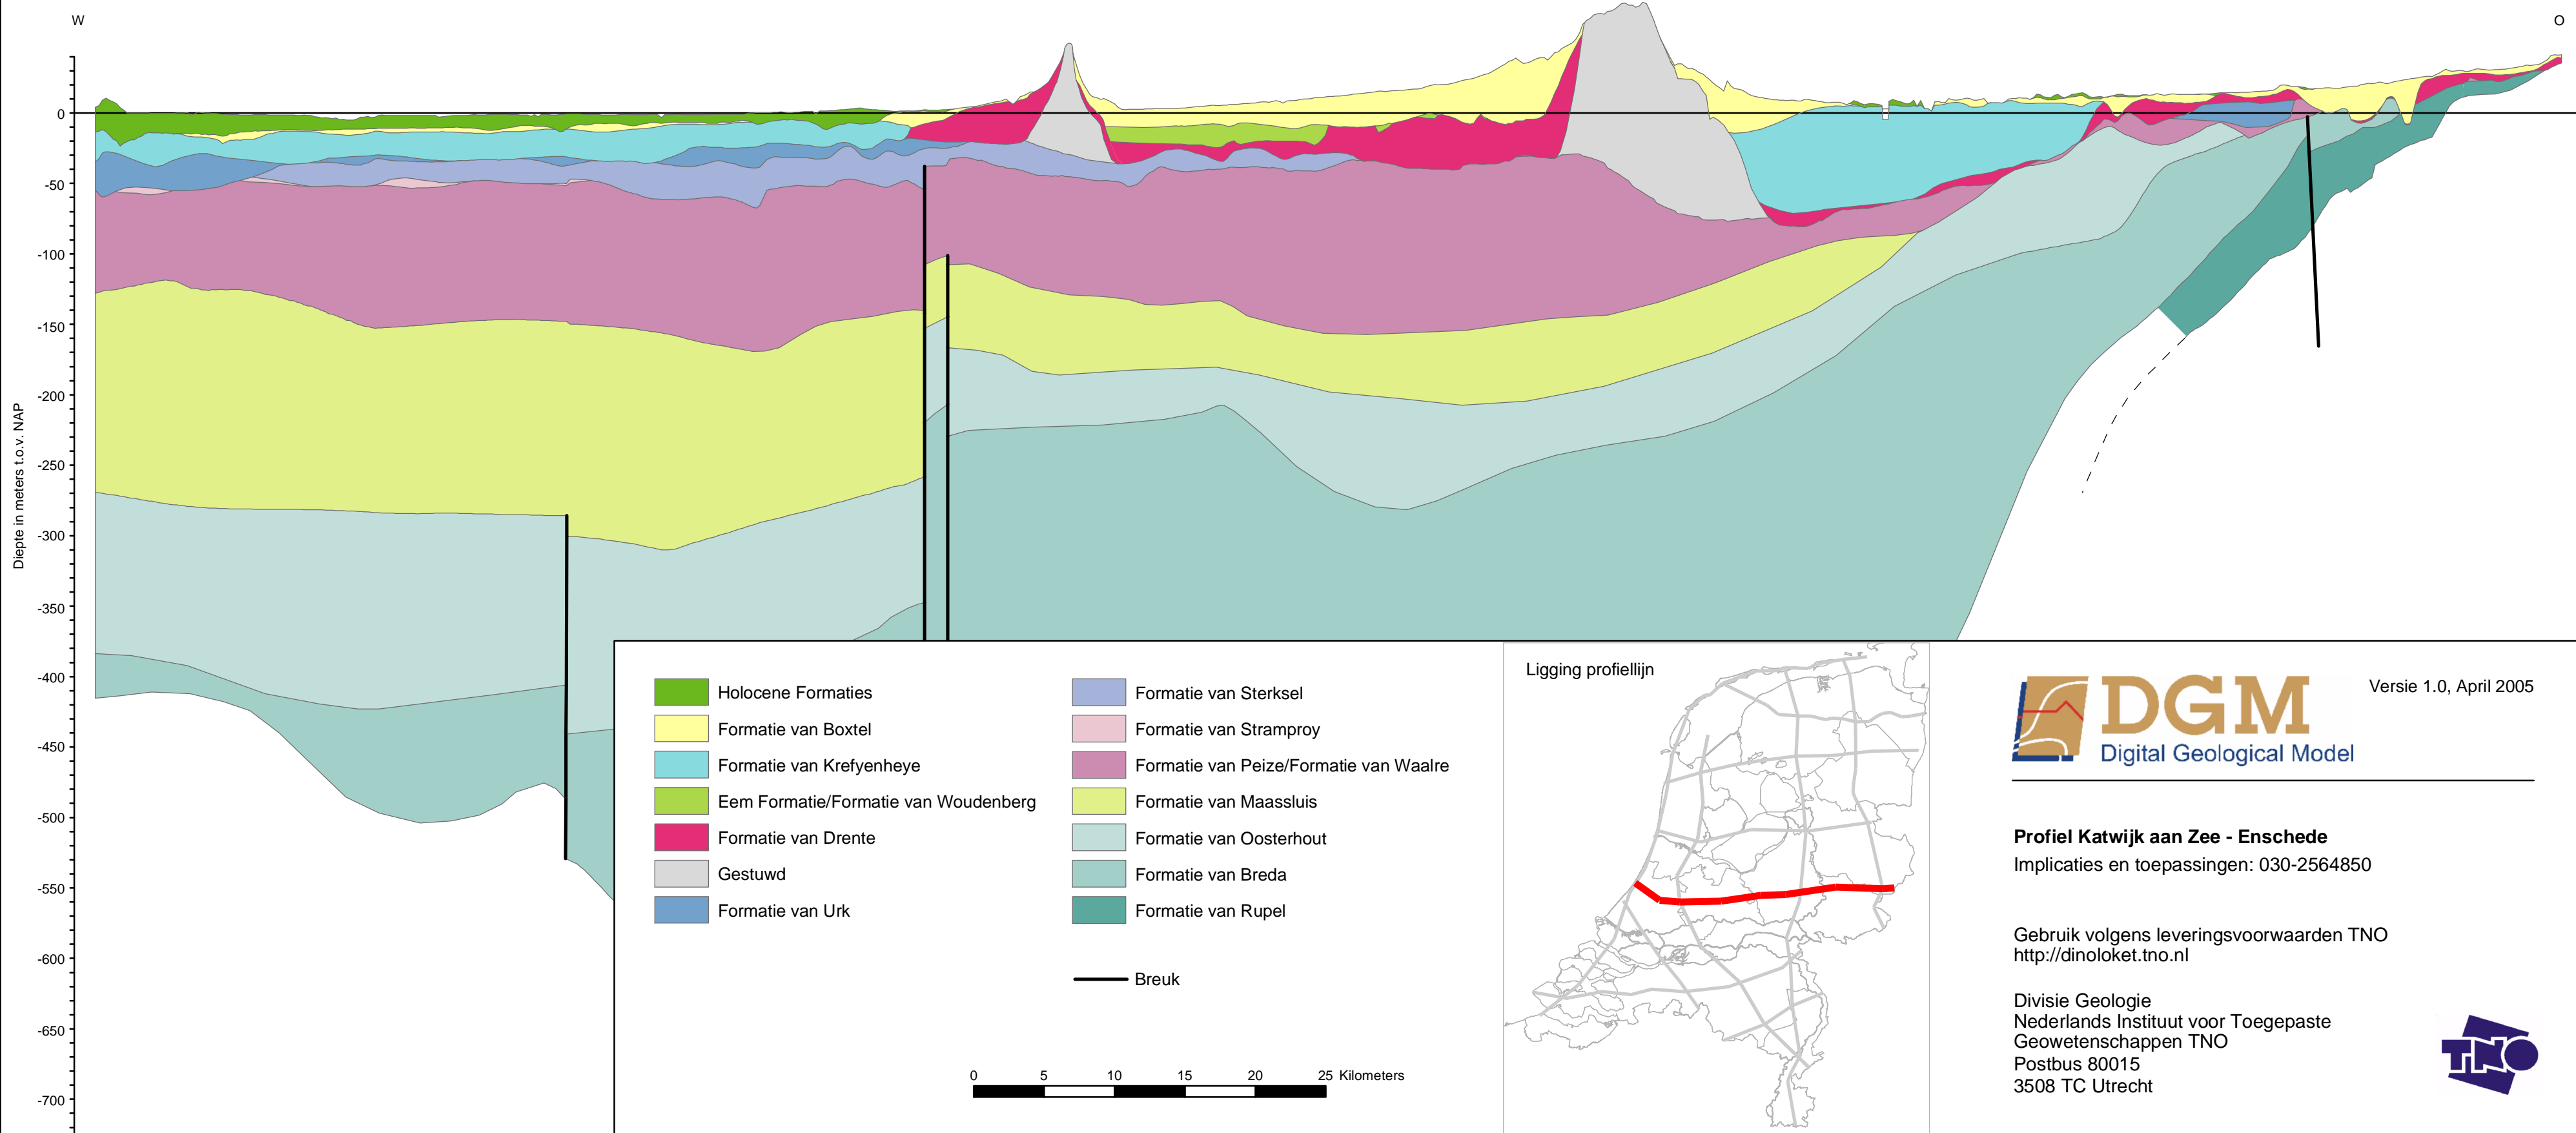 W
O
0
-50
-100
-150
-200
-250
-300
-350
-400
-450
-500
-550
-600
-650
-700
Diepte in meters t.o.v. NAP
Holocene Formaties
Formatie van Boxtel
Formatie van Krefyenheye
Eem Formatie/Formatie van Woudenberg
Formatie van Drente
Gestuwd
Formatie van Urk
Formatie van Sterksel
Formatie van Stramproy
Formatie van Peize/Formatie van Waalre
Formatie van Maassluis
Formatie van Oosterhout
Formatie van Breda
Formatie van Rupel
Breuk
0 5 10 15 20 25 Kilometers
Ligging profiellijn
DGM
Digital Geological Model
Versie 1.0, April 2005
Profiel Katwijk aan Zee - Enschede
Implicaties en toepassingen: 030-2564850
Gebruik volgens leveringsvoorwaarden TNO
http://dinoloket.tno.nl
Divisie Geologie
Nederlands Instituut voor Toegepaste
Geowetenschappen TNO
Postbus 80015
3508 TC Utrecht
TNO